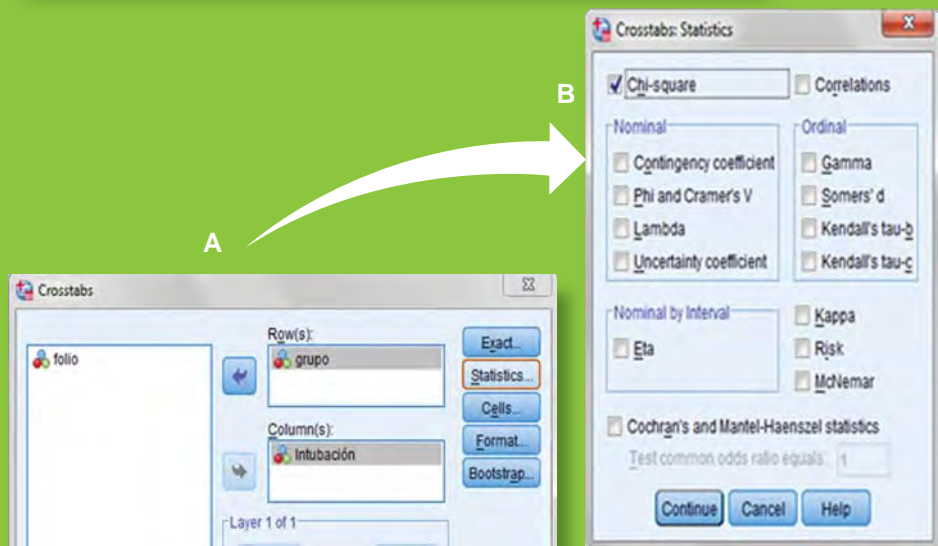 Crosstabs: Statistics
B
Chi-square
Correlations
Nominal
Ordinal
Contingency coefficient
Gamma
Phi and Cramer's V
Somers' d
Lambda
Kendall's tau-b
Uncertainty coefficient
Kendall's tau-c
Nominal by Interval
Kappa
Eta
Risk
McNemar
Cochran's and Mantel-Haenszel statistics
Test common odds ratio equals: 1
Continue
Cancel
Help
A
Crosstabs
folio
Row(s):
grupo
Column(s):
Intubación
Layer 1 of 1
Exact...
Statistics...
Cells...
Format...
Bootstrap...